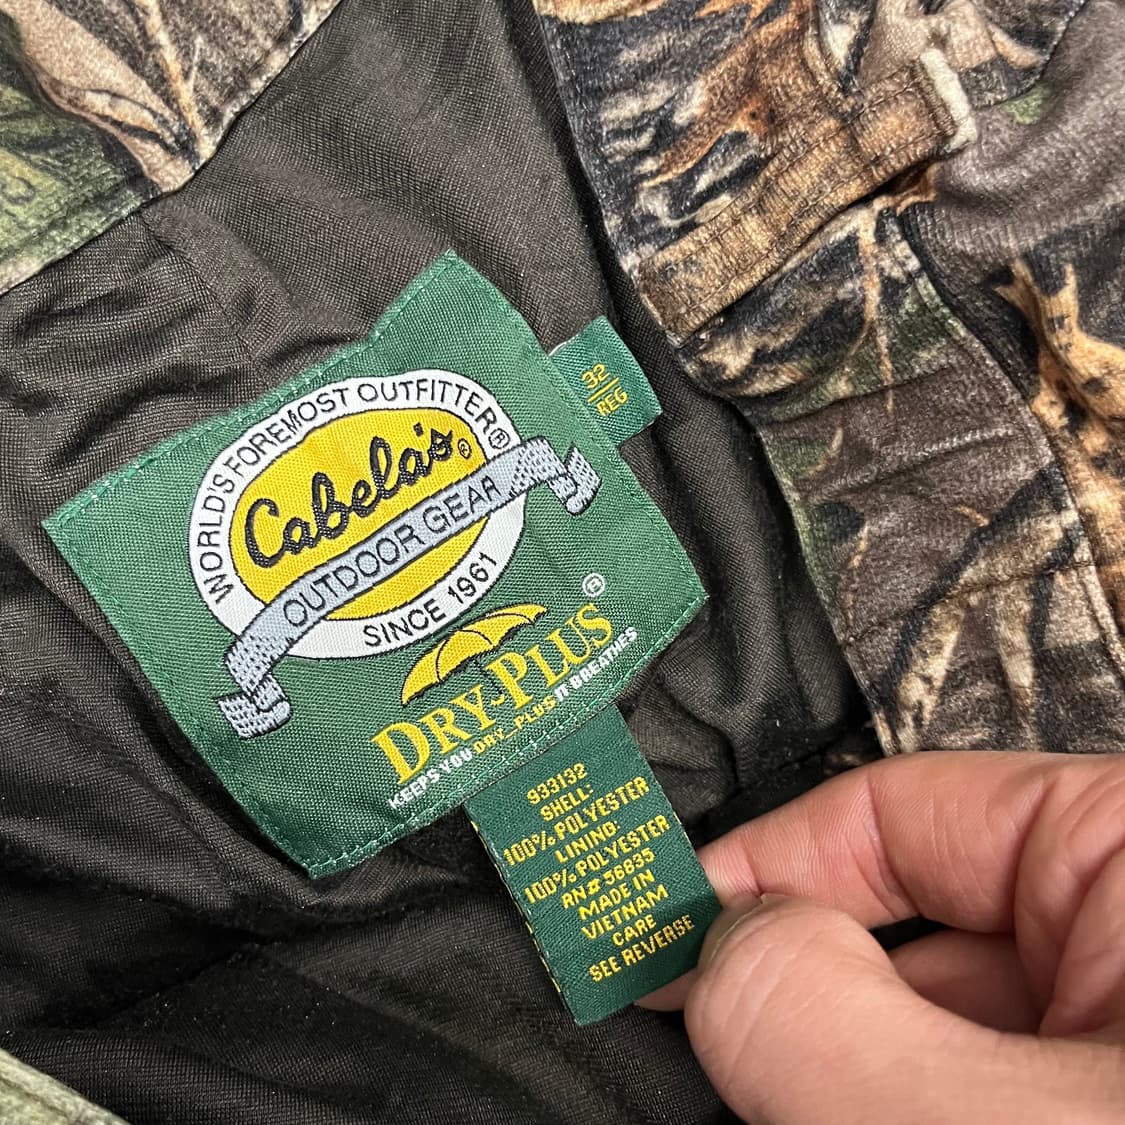 WORLD'S FOREMOST OUTFITTER®
Cabela's®
OUTDOOR GEAR
SINCE 1961
DRY-PLUS®
KEEPS YOU DRY_PLUS IT BREATHES
32
REG
933132
SHELL:
100% POLYESTER
LINING:
100% POLYESTER
RN# 56835
MADE IN
VIETNAM
CARE
SEE REVERSE